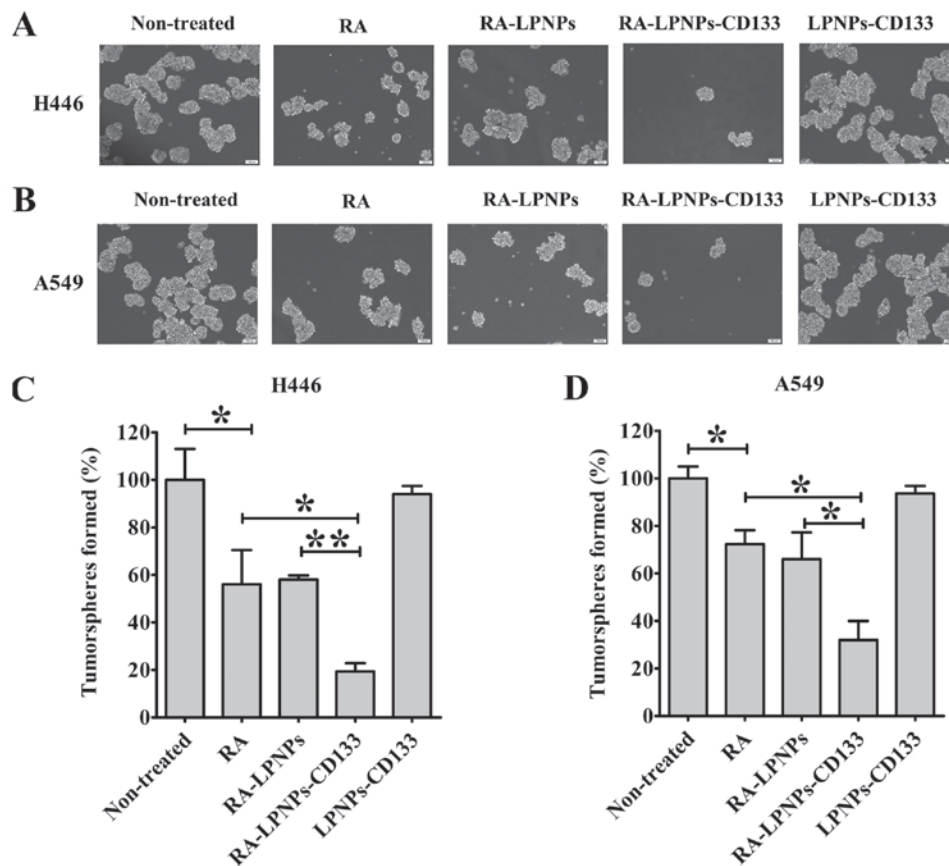 A
Non-treated RA RA-LPNPs RA-LPNPs-CD133 LPNPs-CD133
H446
B
Non-treated RA RA-LPNPs RA-LPNPs-CD133 LPNPs-CD133
A549
C
H446
Tumorspheres formed (%)
120
100
80
60
40
20
0
*
*
**
Non-treated
RA
RA-LPNPs
RA-LPNPs-CD133
LPNPs-CD133
D
A549
Tumorspheres formed (%)
120
100
80
60
40
20
0
*
*
*
Non-treated
RA
RA-LPNPs
RA-LPNPs-CD133
LPNPs-CD133